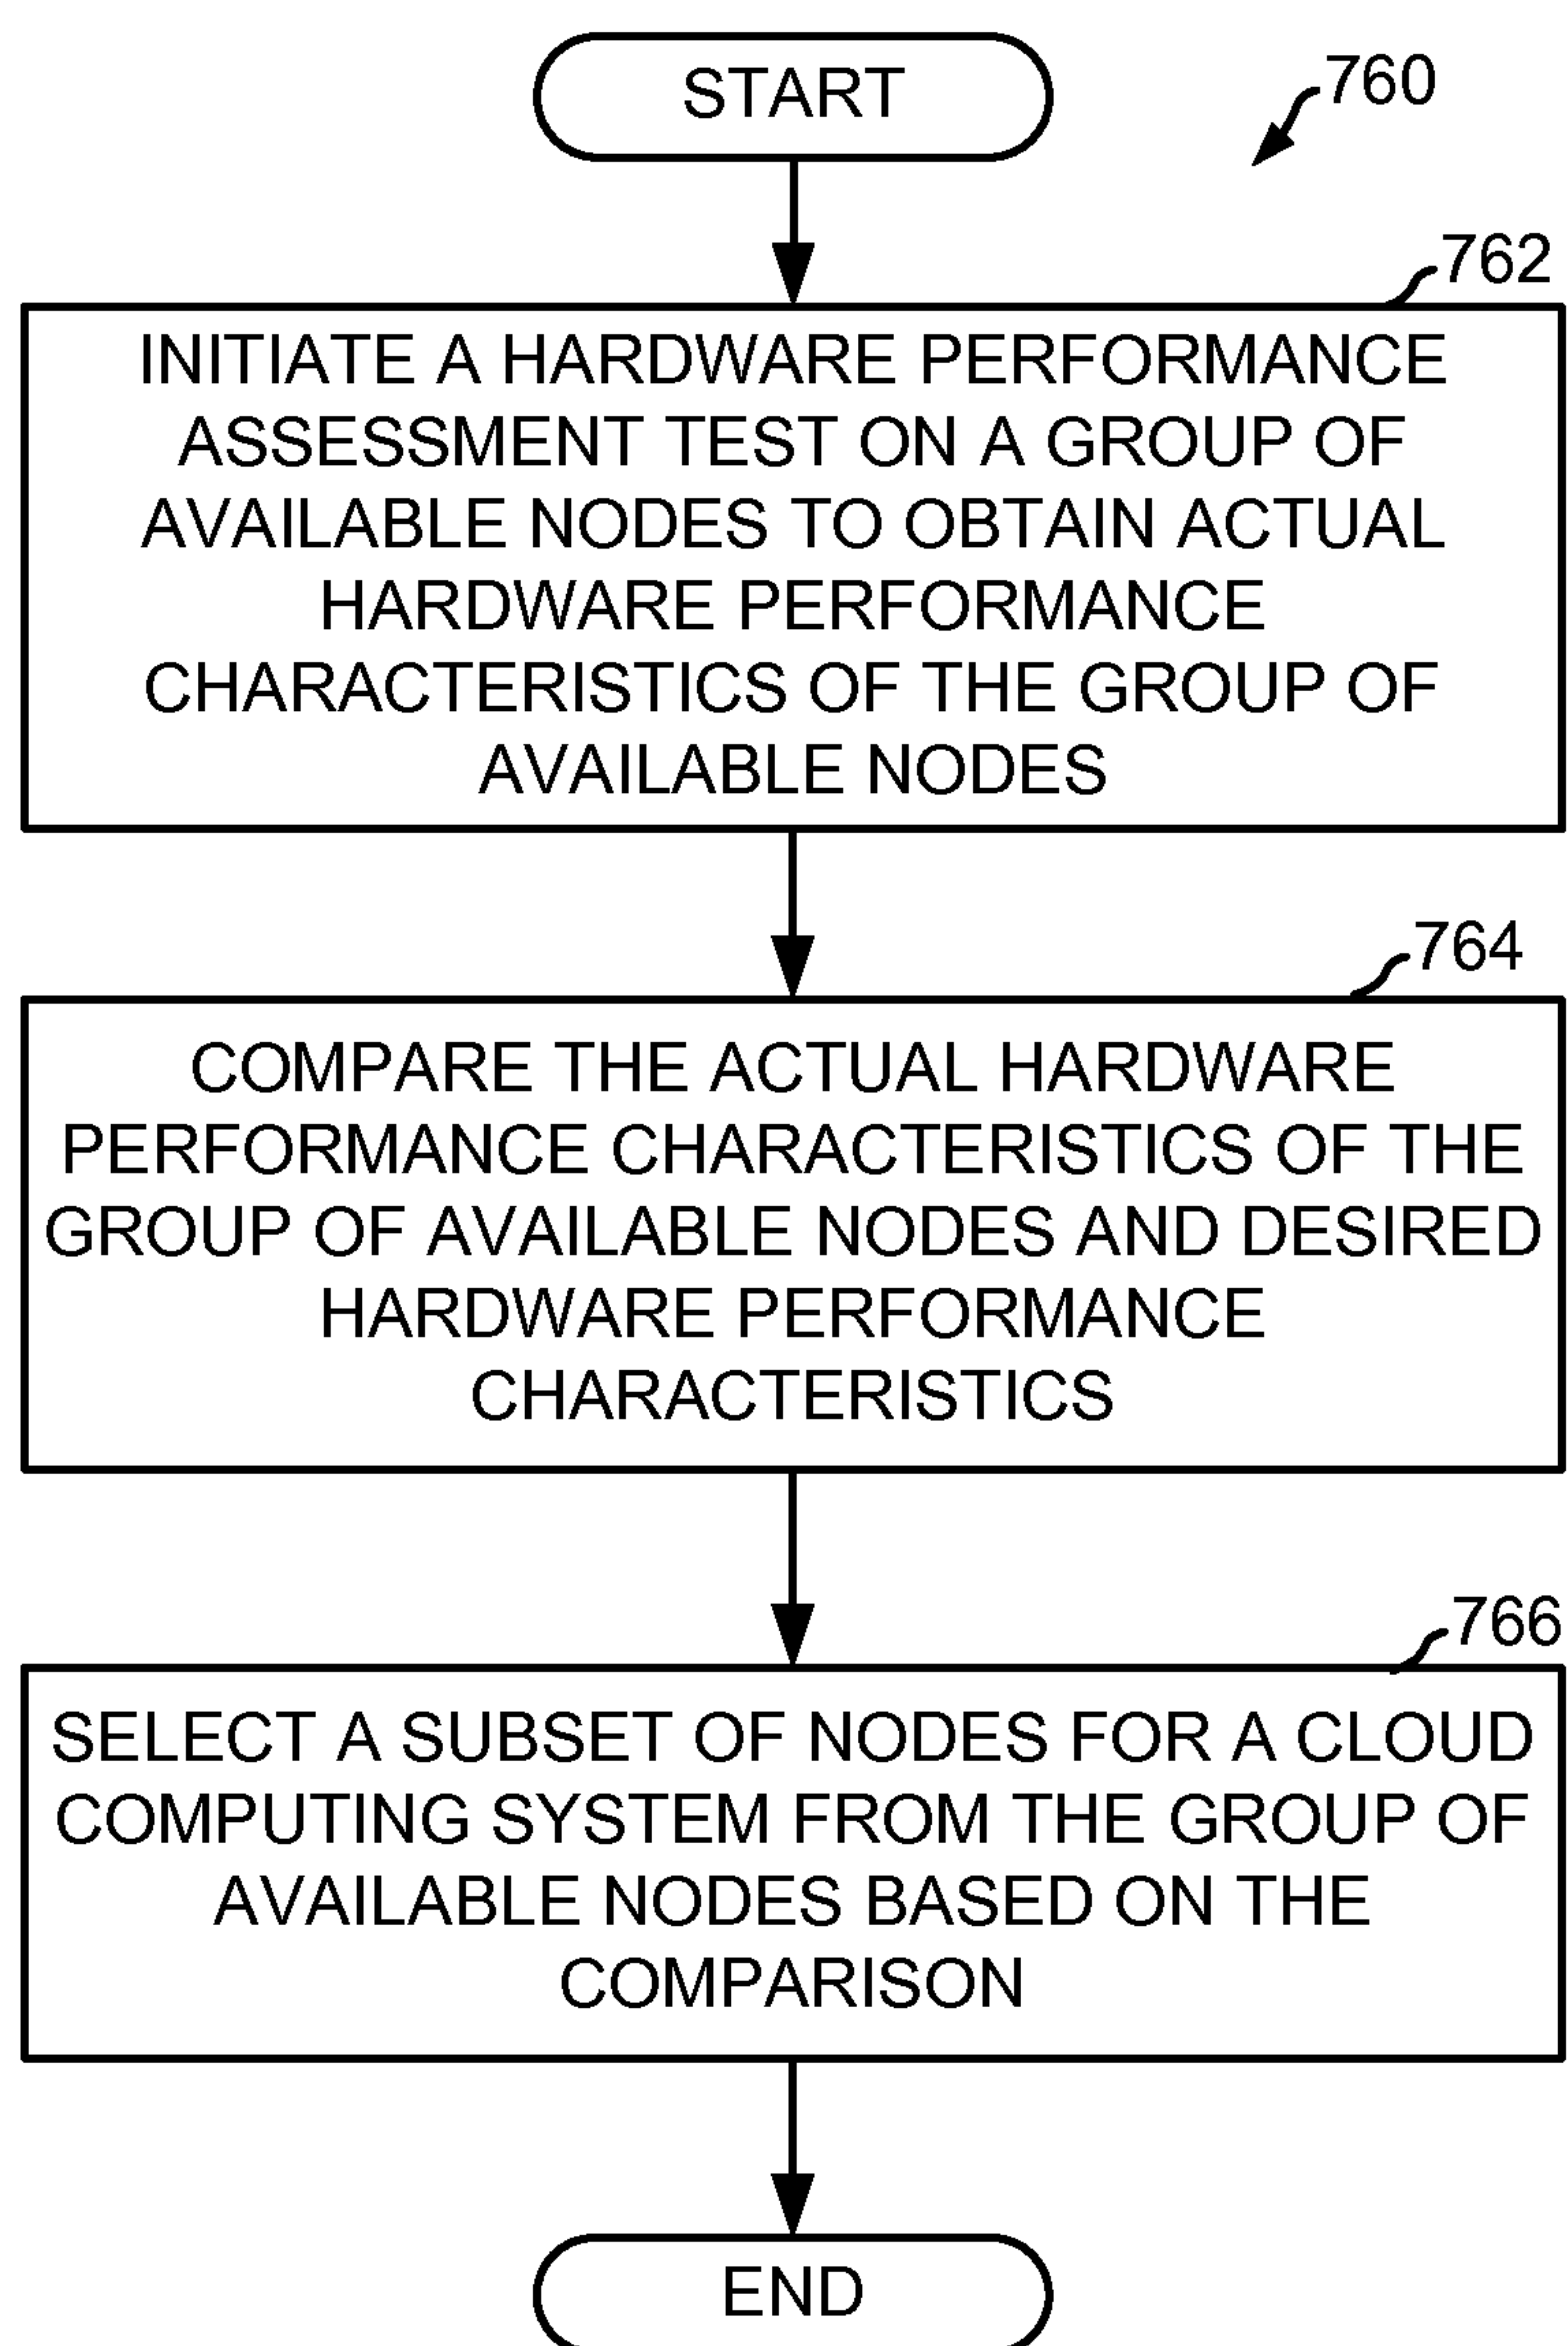 START
760
762
INITIATE A HARDWARE PERFORMANCE
ASSESSMENT TEST ON A GROUP OF
AVAILABLE NODES TO OBTAIN ACTUAL
HARDWARE PERFORMANCE
CHARACTERISTICS OF THE GROUP OF
AVAILABLE NODES
764
COMPARE THE ACTUAL HARDWARE
PERFORMANCE CHARACTERISTICS OF THE
GROUP OF AVAILABLE NODES AND DESIRED
HARDWARE PERFORMANCE
CHARACTERISTICS
766
SELECT A SUBSET OF NODES FOR A CLOUD
COMPUTING SYSTEM FROM THE GROUP OF
AVAILABLE NODES BASED ON THE
COMPARISON
END